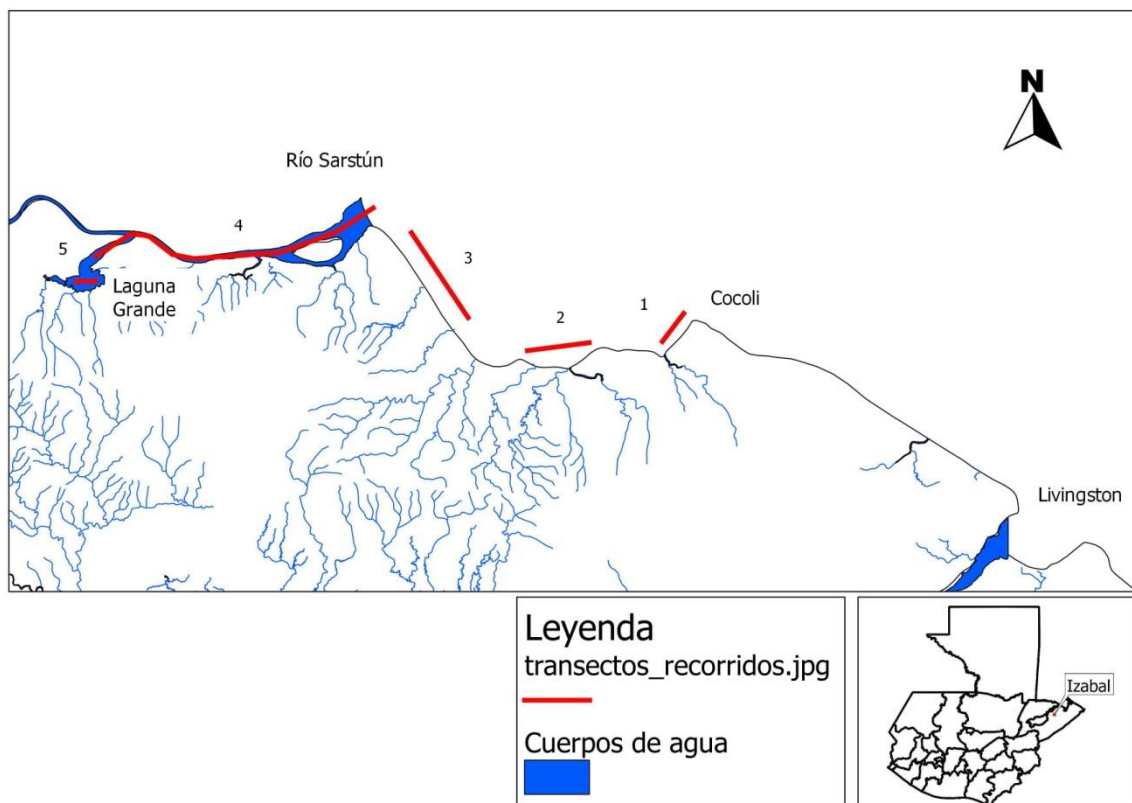 N
Río Sarstún
4
5
3
Laguna
Grande
1
Cocoli
2
Livingston
Leyenda
transectos_recorridos.jpg
Cuerpos de agua
Izabal